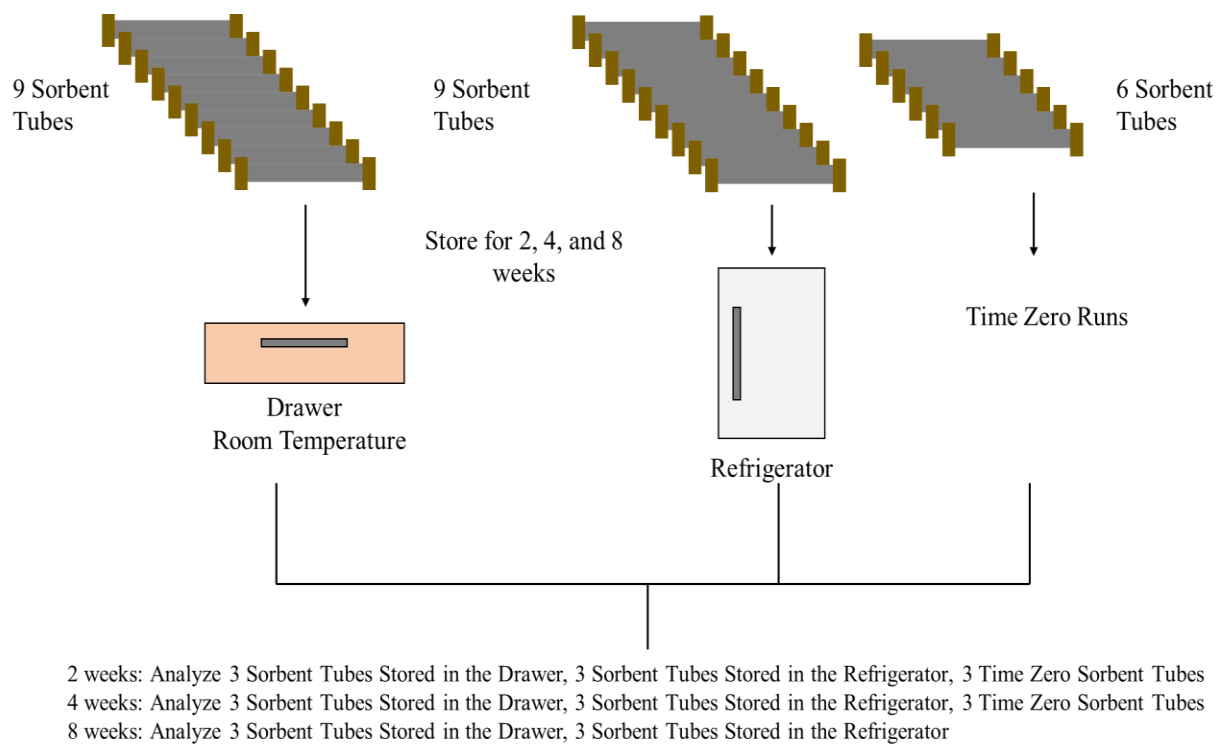 9 Sorbent
Tubes
9 Sorbent
Tubes
6 Sorbent
Tubes
Store for 2, 4, and 8
weeks
Time Zero Runs
Drawer
Room Temperature
Refrigerator
2 weeks: Analyze 3 Sorbent Tubes Stored in the Drawer, 3 Sorbent Tubes Stored in the Refrigerator, 3 Time Zero Sorbent Tubes
4 weeks: Analyze 3 Sorbent Tubes Stored in the Drawer, 3 Sorbent Tubes Stored in the Refrigerator, 3 Time Zero Sorbent Tubes
8 weeks: Analyze 3 Sorbent Tubes Stored in the Drawer, 3 Sorbent Tubes Stored in the Refrigerator